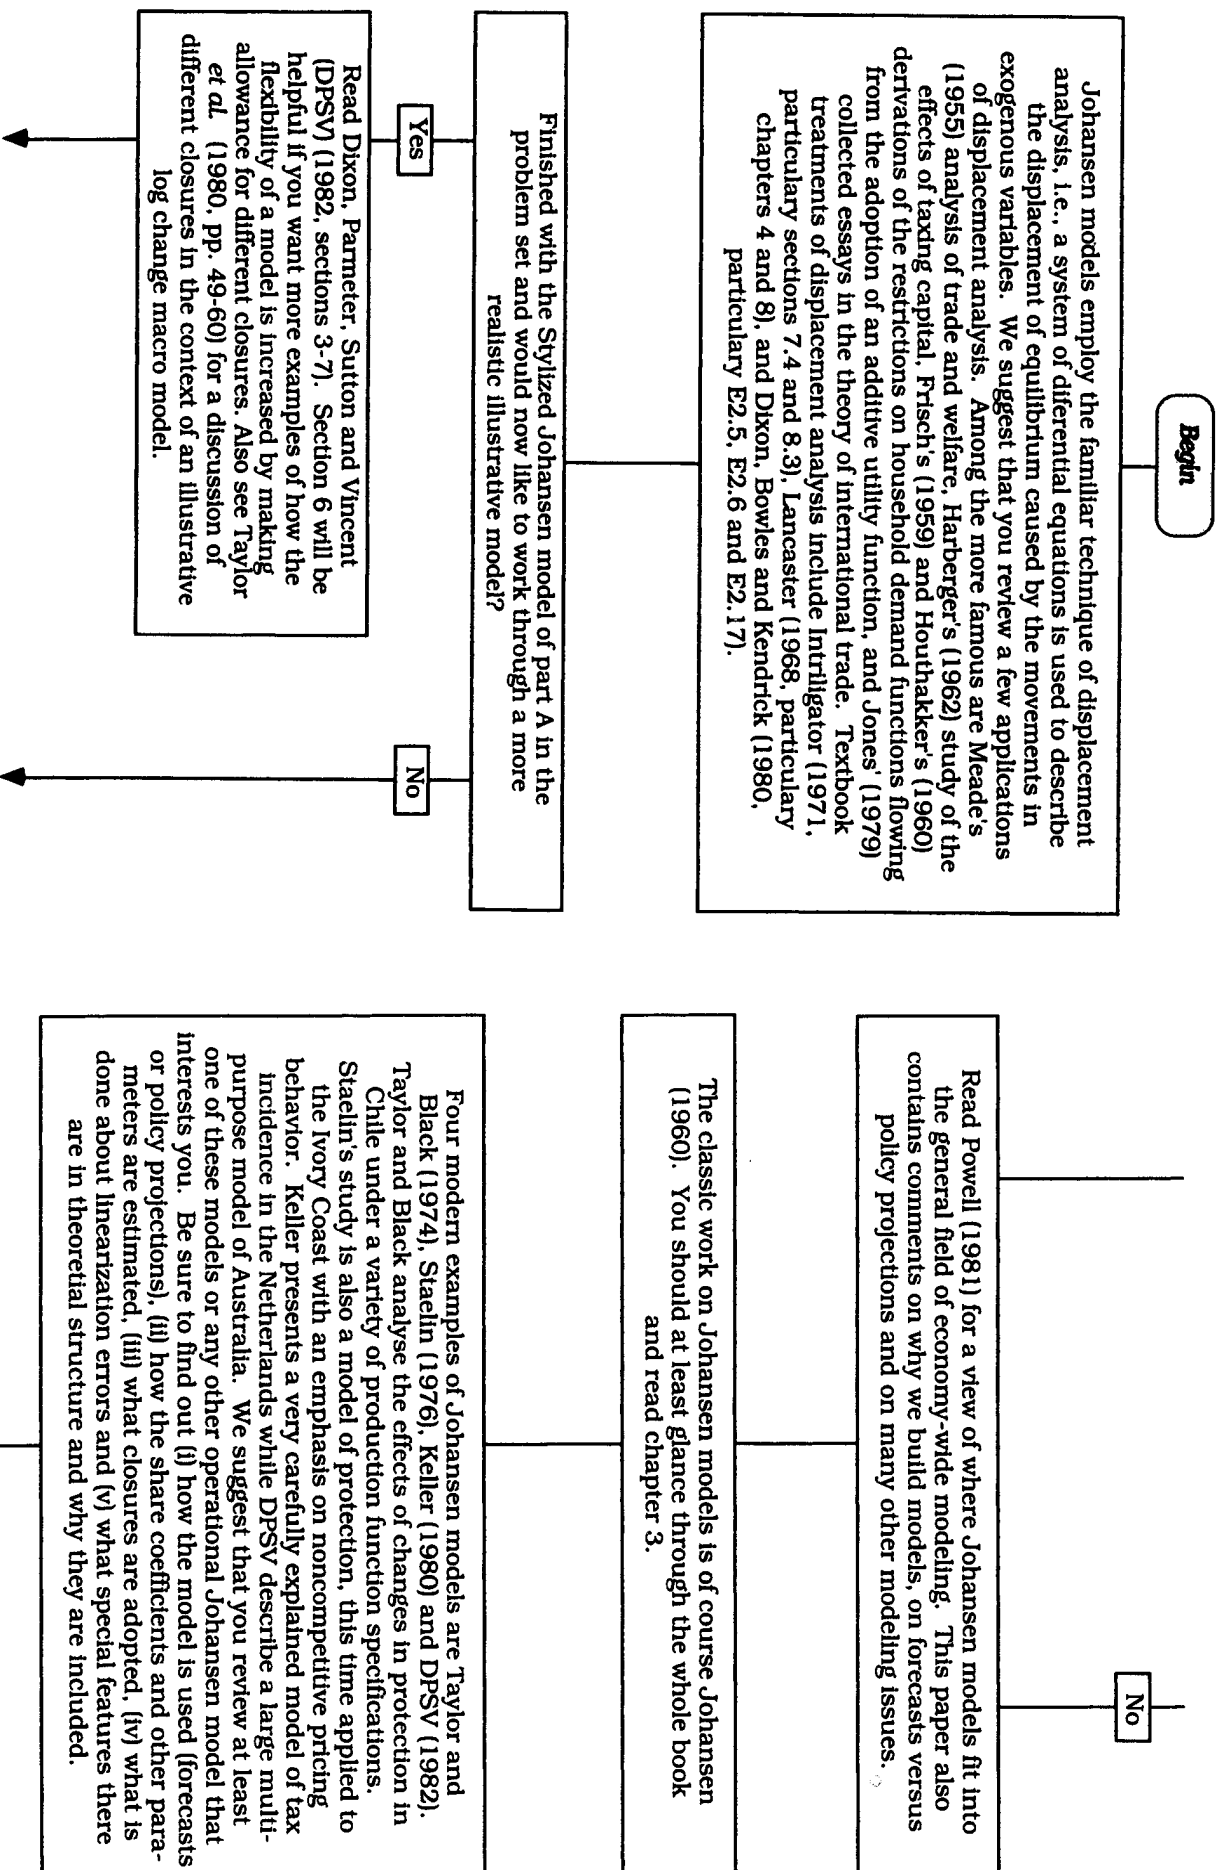 Begin
Johansen models employ the familiar technique of displacement
analysis, i.e., a system of diferential equations is used to describe
the displacement of equilibrium caused by the movements in
exogenous variables. We suggest that you review a few applications
of displacement analysis. Among the more famous are Meade's
(1955) analysis of trade and welfare, Harberger's (1962) study of the
effects of taxing capital, Frisch's (1959) and Houthakker's (1960)
derivations of the restrictions on household demand functions flowing
from the adoption of an additive utility function, and Jones' (1979)
collected essays in the theory of international trade. Textbook
treatments of displacement analysis include Intriligator (1971,
particulary sections 7.4 and 8.3), Lancaster (1968, particulary
chapters 4 and 8), and Dixon, Bowles and Kendrick (1980,
particulary E2.5, E2.6 and E2.17).
Finished with the Stylized Johansen model of part A in the
problem set and would now like to work through a more
realistic illustrative model?
Yes
No
Read Dixon, Parmeter, Sutton and Vincent
(DPSV) (1982, sections 3-7). Section 6 will be
helpful if you want more examples of how the
flexibility of a model is increased by making
allowance for different closures. Also see Taylor
et al. (1980, pp. 49-60) for a discussion of
different closures in the context of an illustrative
log change macro model.
No
Read Powell (1981) for a view of where Johansen models fit into
the general field of economy-wide modeling. This paper also
contains comments on why we build models, on forecasts versus
policy projections and on many other modeling issues.
The classic work on Johansen models is of course Johansen
(1960). You should at least glance through the whole book
and read chapter 3.
Four modern examples of Johansen models are Taylor and
Black (1974), Staelin (1976), Keller (1980) and DPSV (1982).
Taylor and Black analyse the effects of changes in protection in
Chile under a variety of production function specifications.
Staelin's study is also a model of protection, this time applied to
the Ivory Coast with an emphasis on noncompetitive pricing
behavior. Keller presents a very carefully explained model of tax
incidence in the Netherlands while DPSV describe a large multi-
purpose model of Australia. We suggest that you review at least
one of these models or any other operational Johansen model that
interests you. Be sure to find out (i) how the model is used (forecasts
or policy projections), (ii) how the share coefficients and other para-
meters are estimated, (iii) what closures are adopted, (iv) what is
done about linearization errors and (v) what special features there
are in theoretial structure and why they are included.